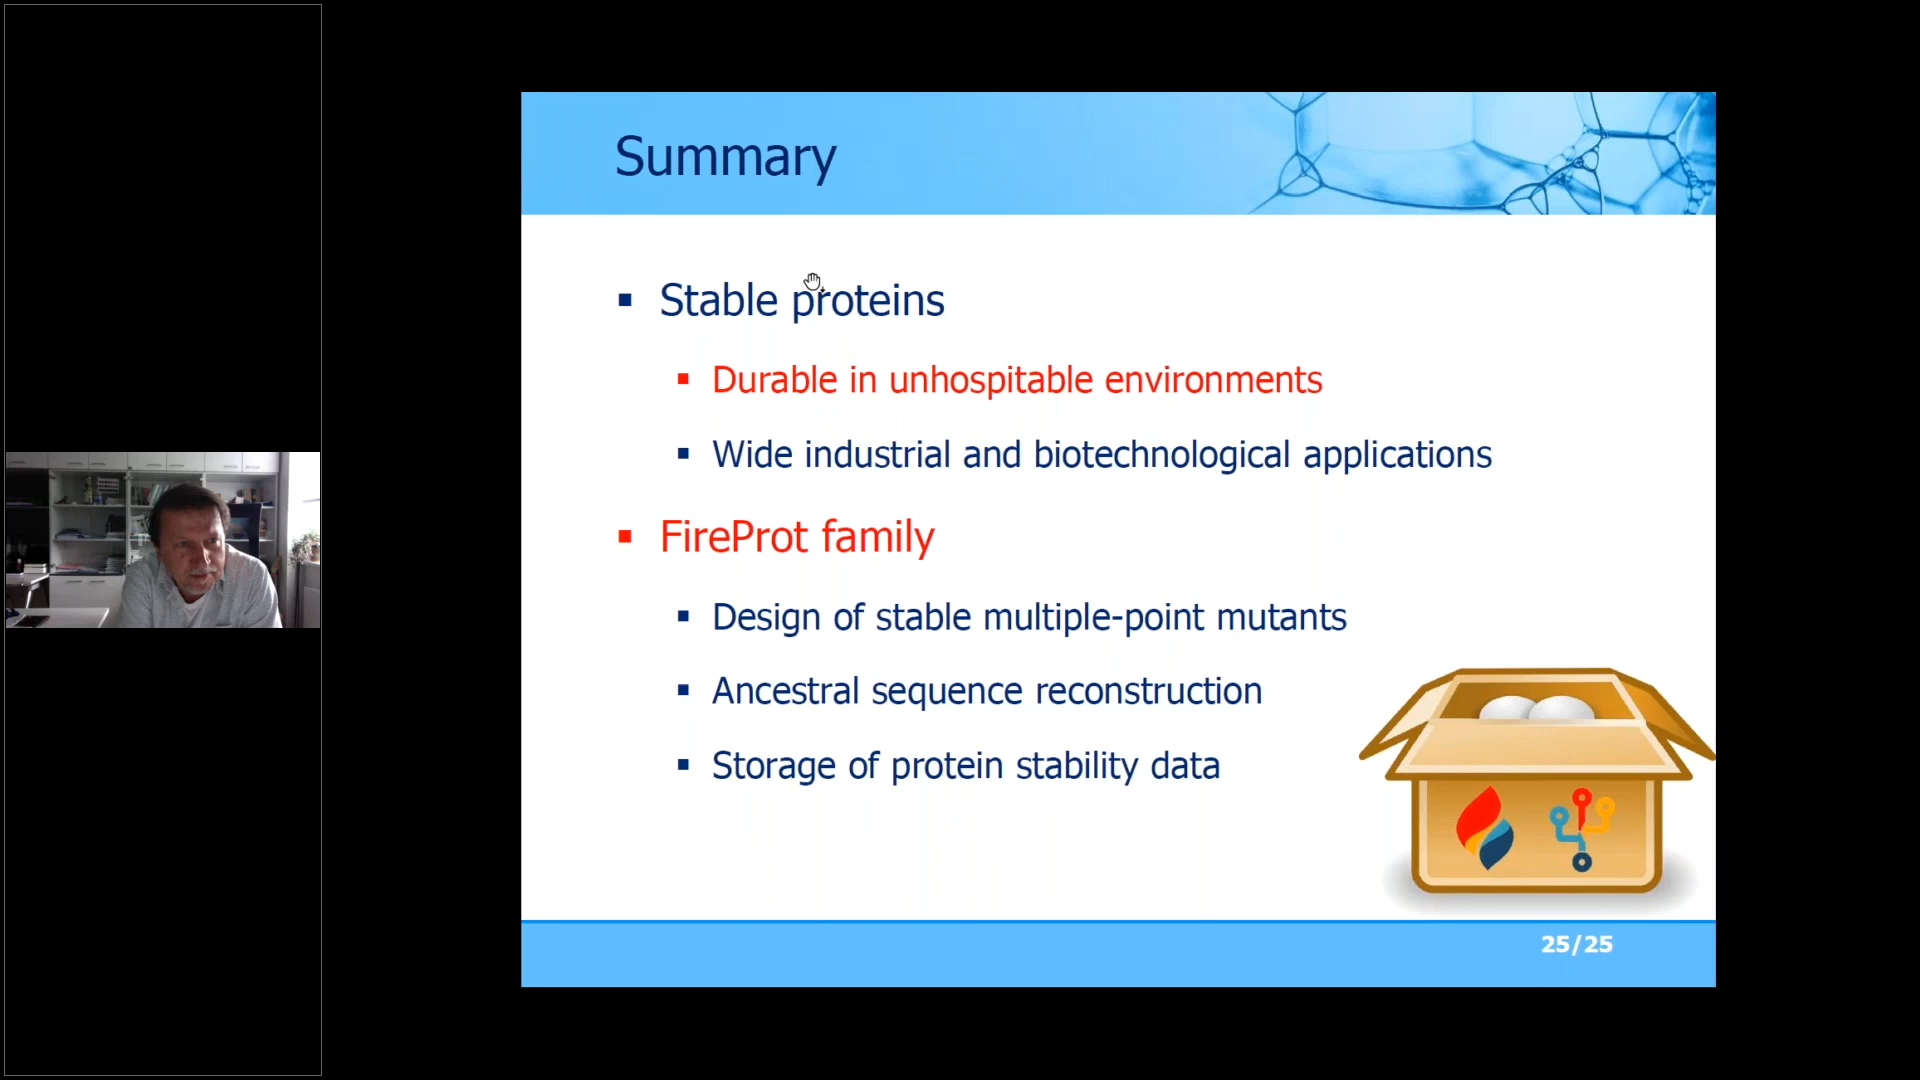 Summary
Stable proteins
Durable in unhospitable environments
Wide industrial and biotechnological applications
FireProt family
Design of stable multiple-point mutants
Ancestral sequence reconstruction
Storage of protein stability data
25/25